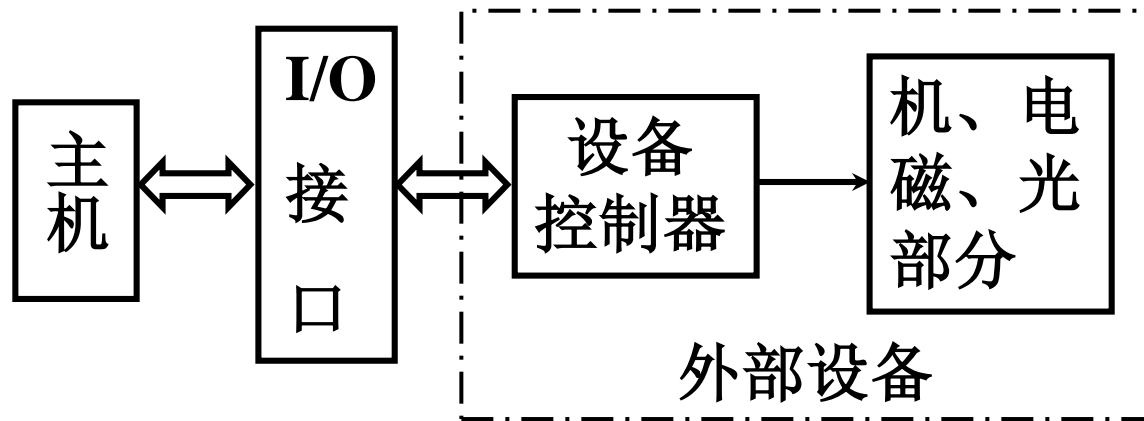 主
机
I/O
接
口
设备
控制器
机、电
磁、光
部分
外部设备